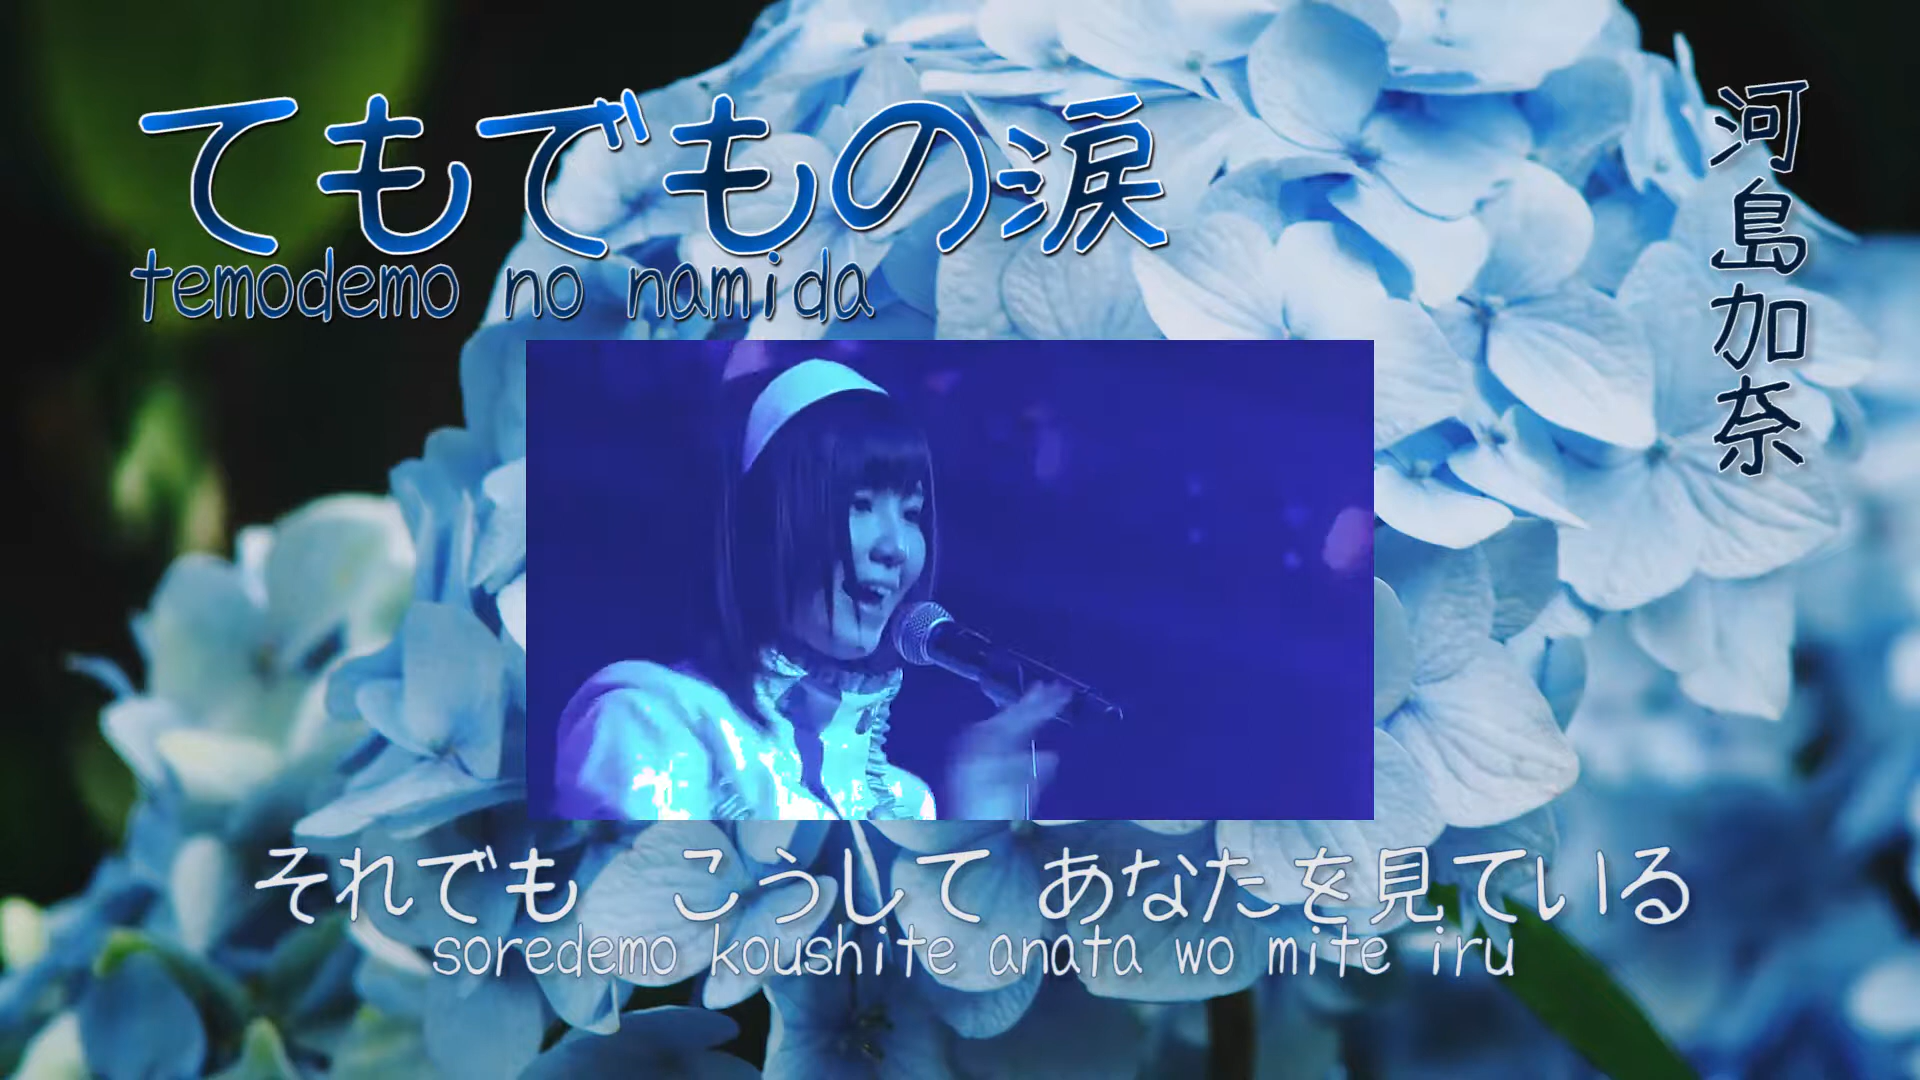 てもでもの涙
temodemo no namida
河島加奈
それでも　こうして あなたを見ている
soredemo koushite anata wo mite iru